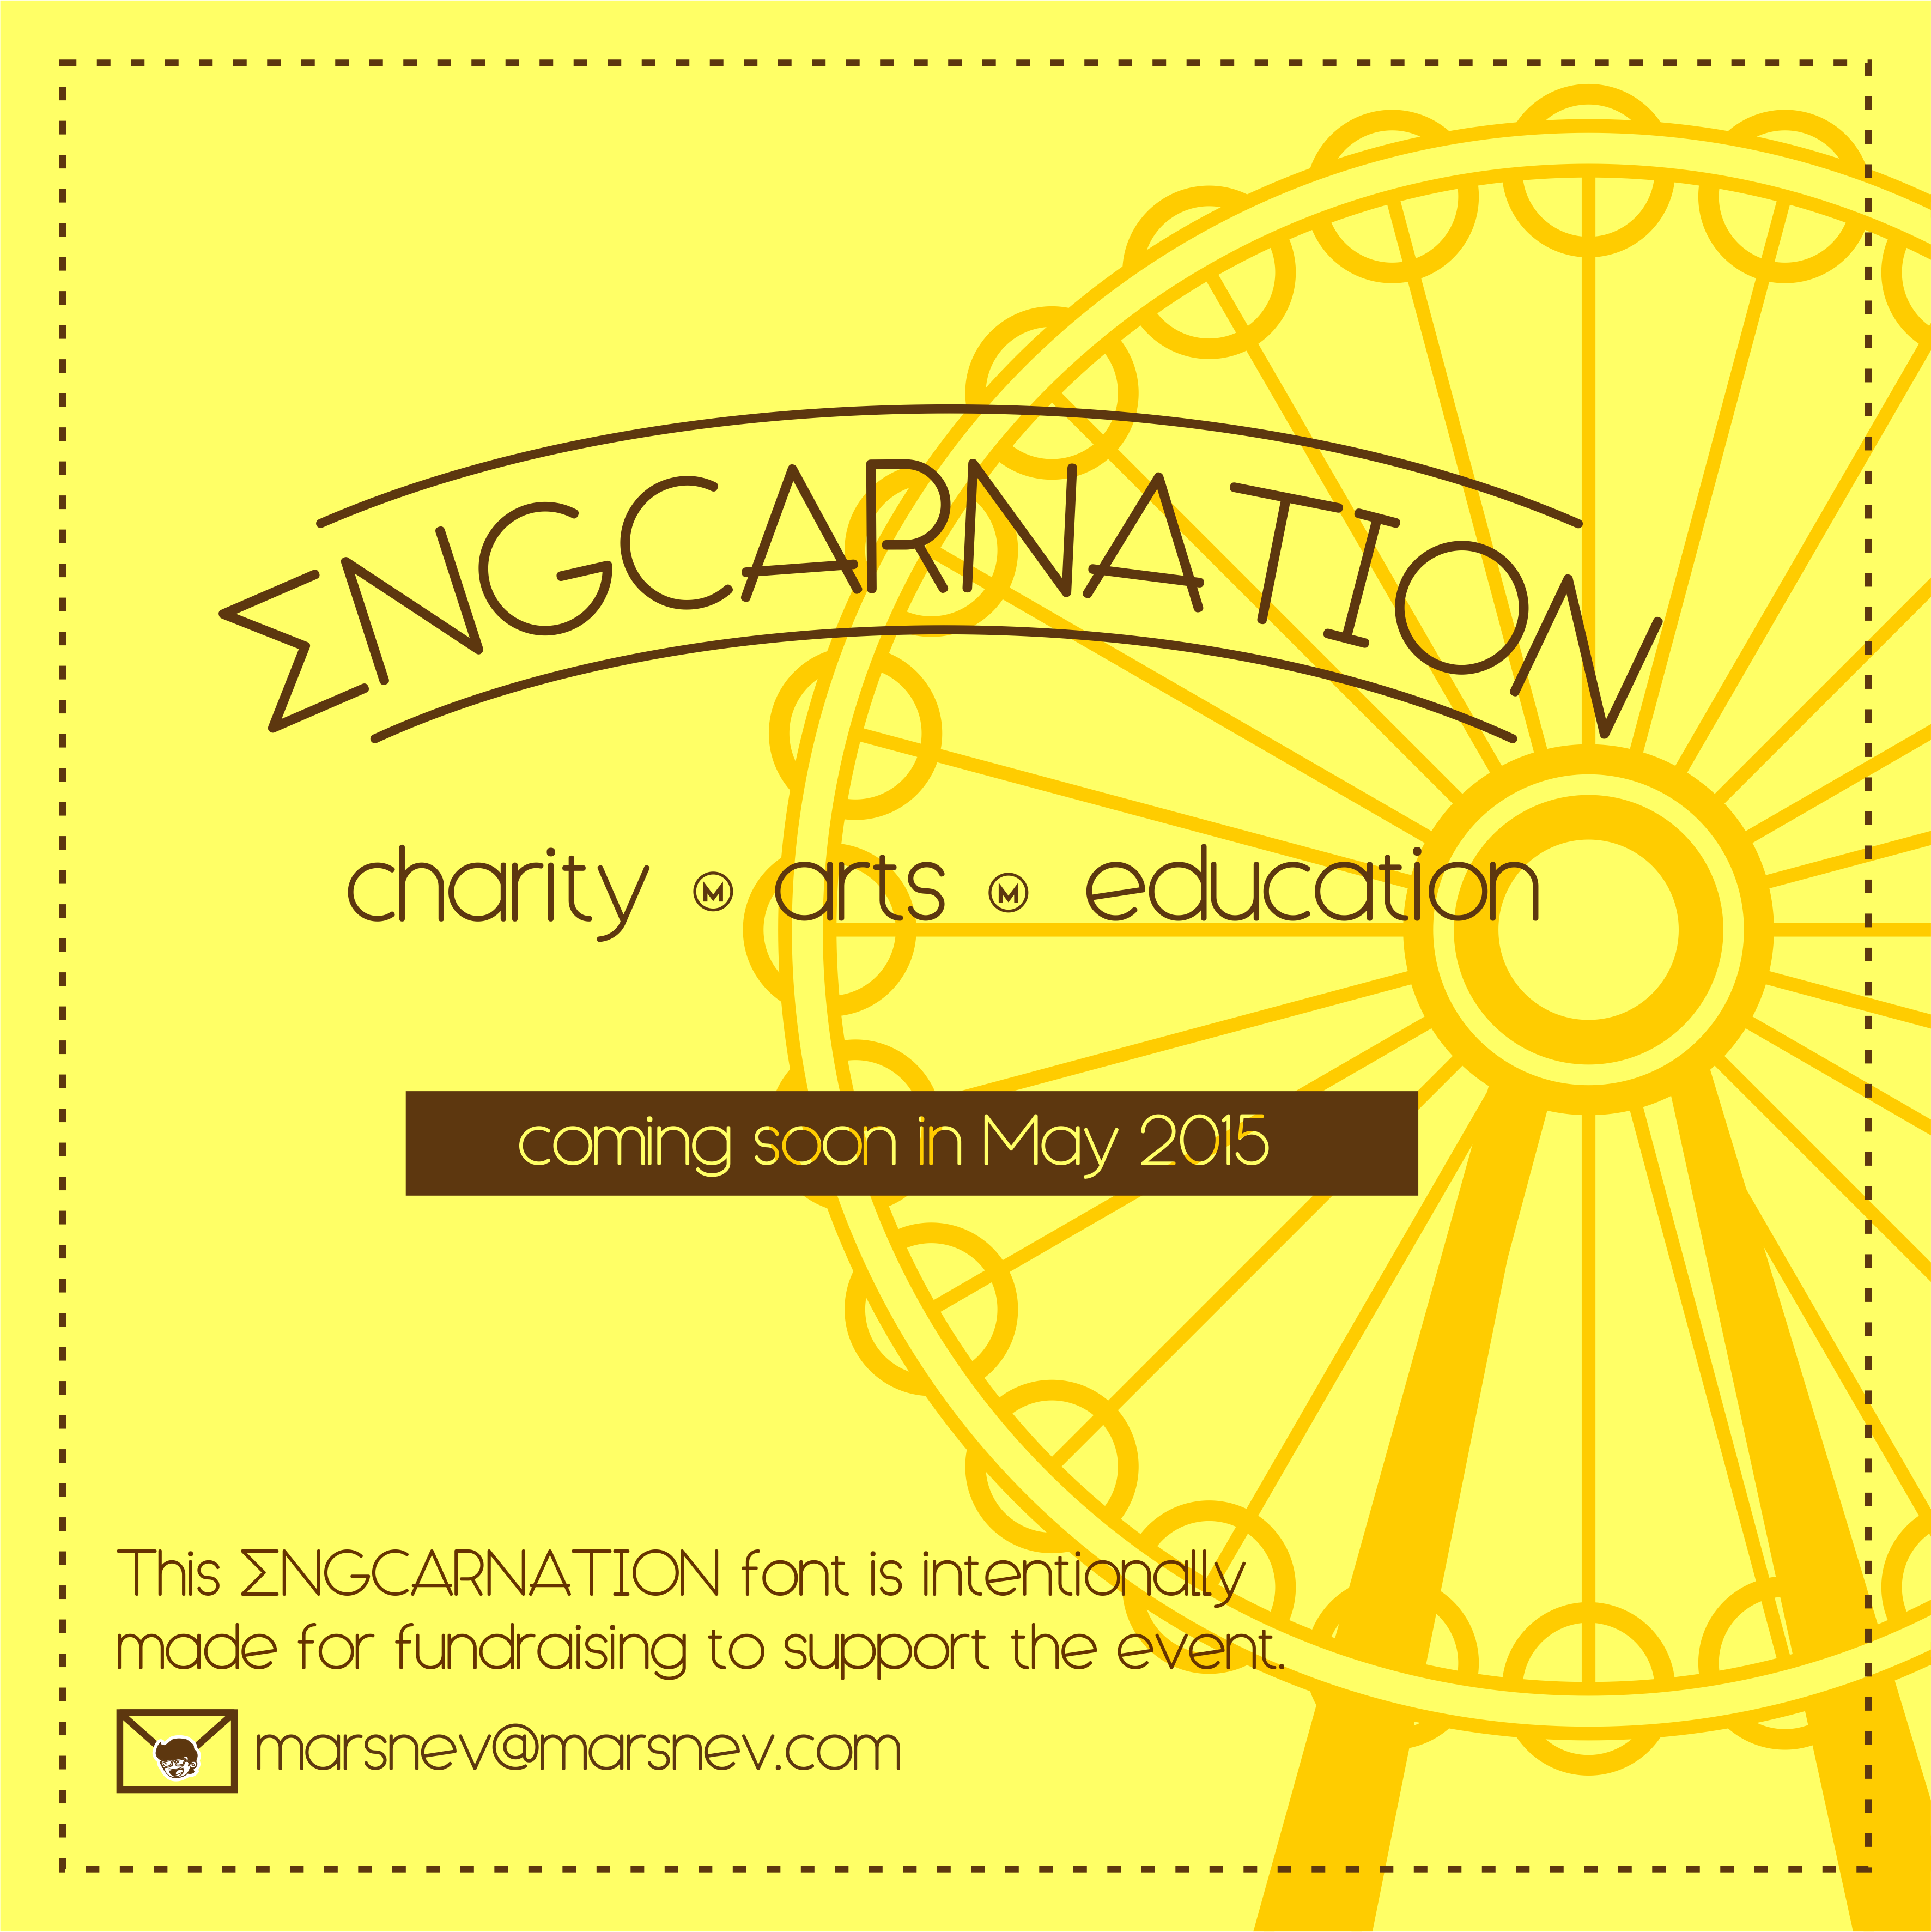 ΣNGCARNATION
charity Ⓜ arts Ⓜ education
coming soon in May 2015
This ΣNGCARNATION font is intentionally
made for fundraising to support the event.
marsnev@marsnev.com